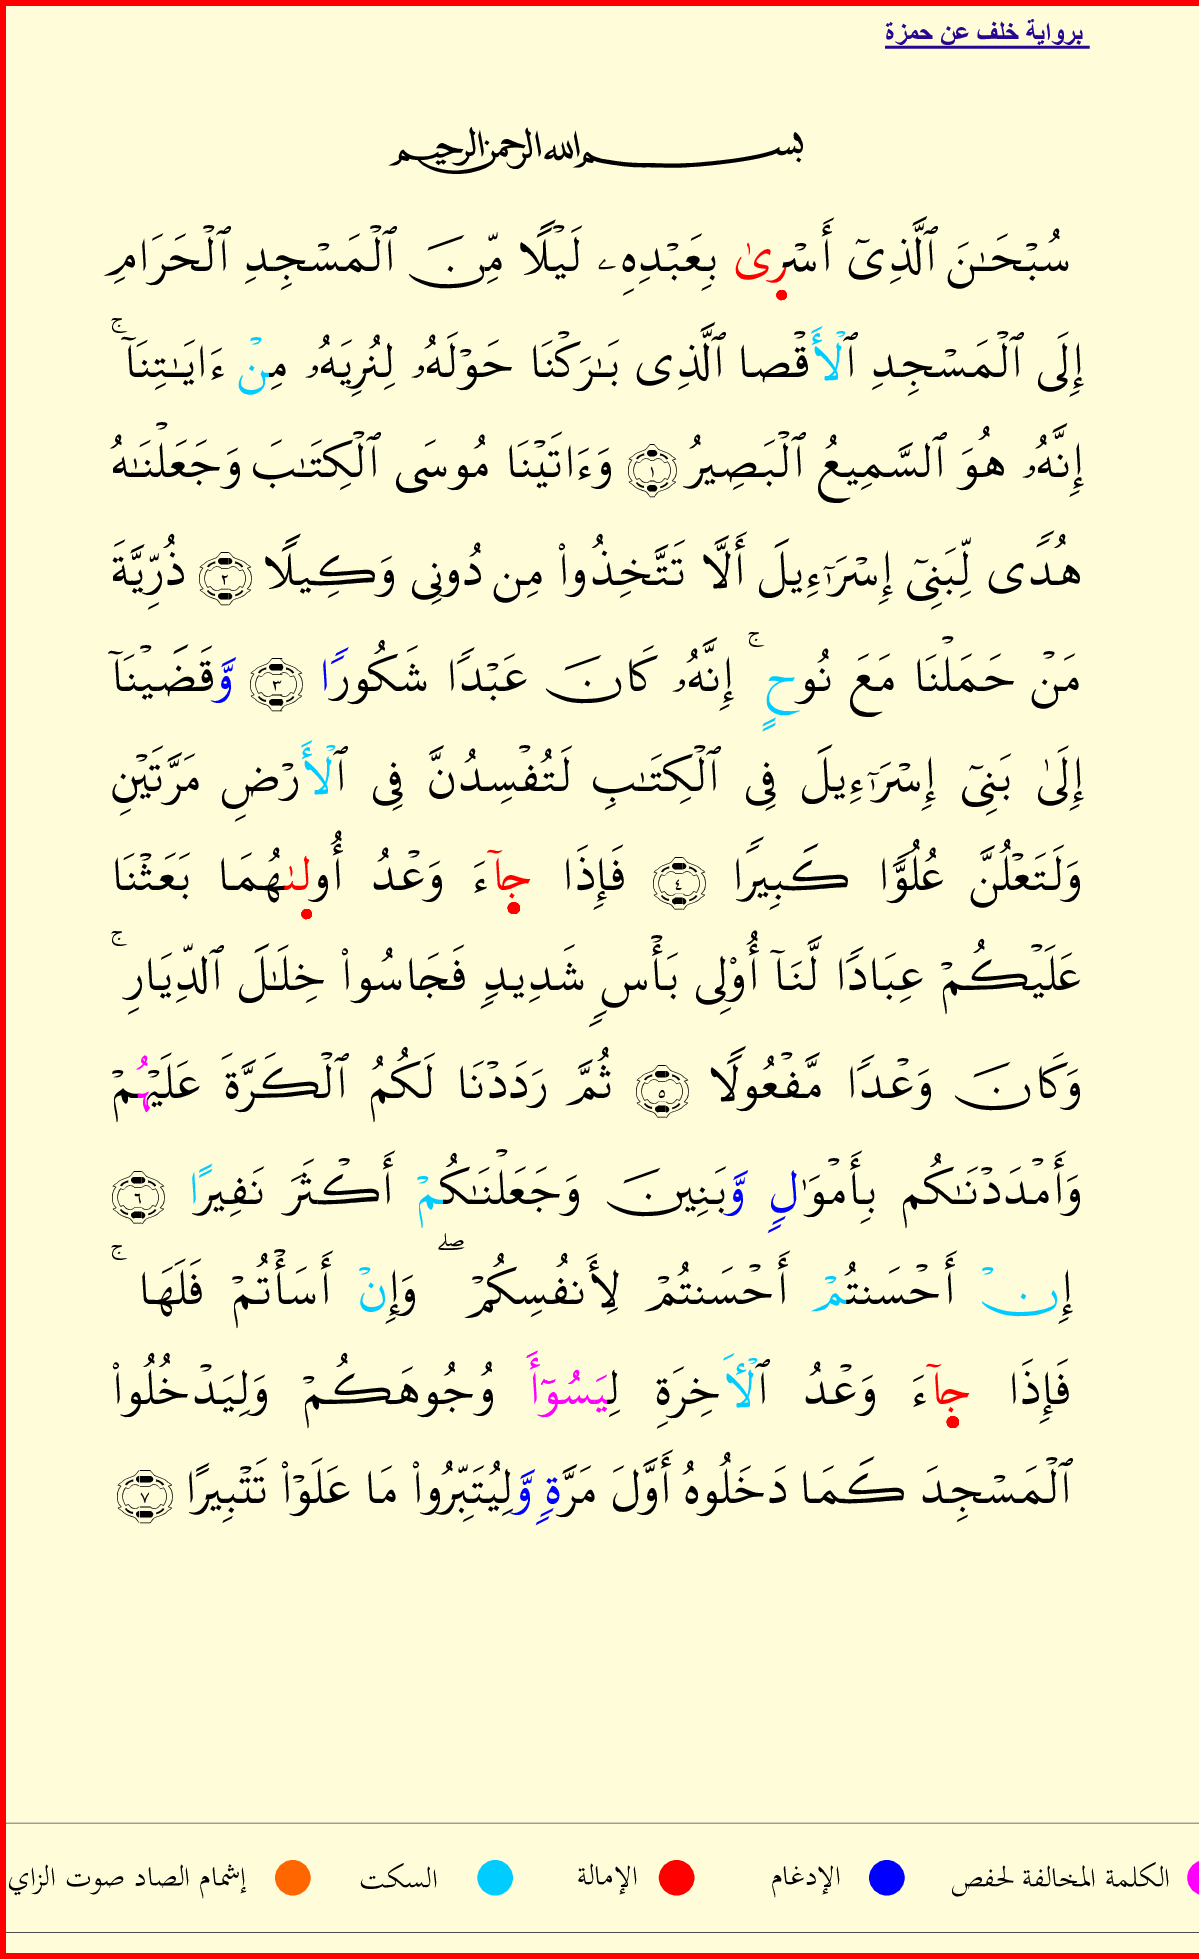 برواية خلف عن حمزة
بسم الله الرحمن الرحيم
سُبْحَـٰنَ ٱلَّذِىٓ أَسْرِىٰ بِعَبْدِهِۦ لَيْلًا مِّنَ ٱلْمَسْجِدِ ٱلْحَرَامِ
إِلَى ٱلْمَسْجِدِ ٱلْأَقْصَا ٱلَّذِى بَـٰرَكْنَا حَوْلَهُۥ لِنُرِيَهُۥ مِنْ ءَايَـٰتِنَآ ۚ
إِنَّهُۥ هُوَ ٱلسَّمِيعُ ٱلْبَصِيرُ ١ وَءَاتَيْنَا مُوسَى ٱلْكِتَـٰبَ وَجَعَلْنَـٰهُ
هُدًى لِّبَنِىٓ إِسْرَٰٓءِيلَ أَلَّا تَتَّخِذُوا۟ مِن دُونِى وَكِيلًا ٢ ذُرِّيَّةَ
مَنْ حَمَلْنَا مَعَ نُوحٍ ۚ إِنَّهُۥ كَانَ عَبْدًا شَكُورًا ٣ وَّقَضَيْنَآ
إِلَىٰ بَنِىٓ إِسْرَٰٓءِيلَ فِى ٱلْكِتَـٰبِ لَتُفْسِدُنَّ فِى ٱلْأَرْضِ مَرَّتَيْنِ
وَلَتَعْلُنَّ عُلُوًّا كَبِيرًا ٤ فَإِذَا جِآءَ وَعْدُ أُولِىٰهُمَا بَعَثْنَا
عَلَيْكُمْ عِبَادًا لَّنَآ أُو۟لِى بَأْسٍ شَدِيدٍ فَجَاسُوا۟ خِلَـٰلَ ٱلدِّيَارِ ۚ
وَكَانَ وَعْدًا مَّفْعُولًا ٥ ثُمَّ رَدَدْنَا لَكُمُ ٱلْكَرَّةَ عَلَيْهُمْ
وَأَمْدَدْنَـٰكُم بِأَمْوَٰلٍ وَّبَنِينَ وَجَعَلْنَـٰكُمْ أَكْثَرَ نَفِيرًا ٦
إِنْ أَحْسَنتُمْ أَحْسَنتُمْ لِأَنفُسِكُمْ ۖ وَإِنْ أَسَأْتُمْ فَلَهَا ۚ
فَإِذَا جِآءَ وَعْدُ ٱلْأَخِرَةِ لِيَسُوٓأَ وُجُوهَكُمْ وَلِيَدْخُلُوا۟
ٱلْمَسْجِدَ كَمَا دَخَلُوهُ أَوَّلَ مَرَّةٍ وَّلِيُتَبِّرُوا۟ مَا عَلَوْا۟ تَتْبِيرًا ٧
الكلمة المخالفة لحفص الإدغام الإمالة السكت إشمام الصاد صوت الزاي